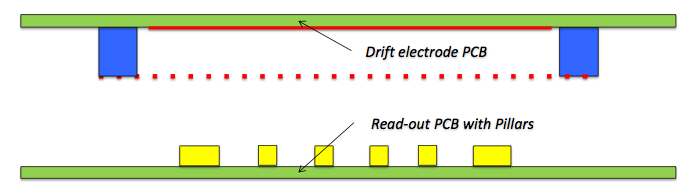 Drift electrode PCB
Read-out PCB with Pillars